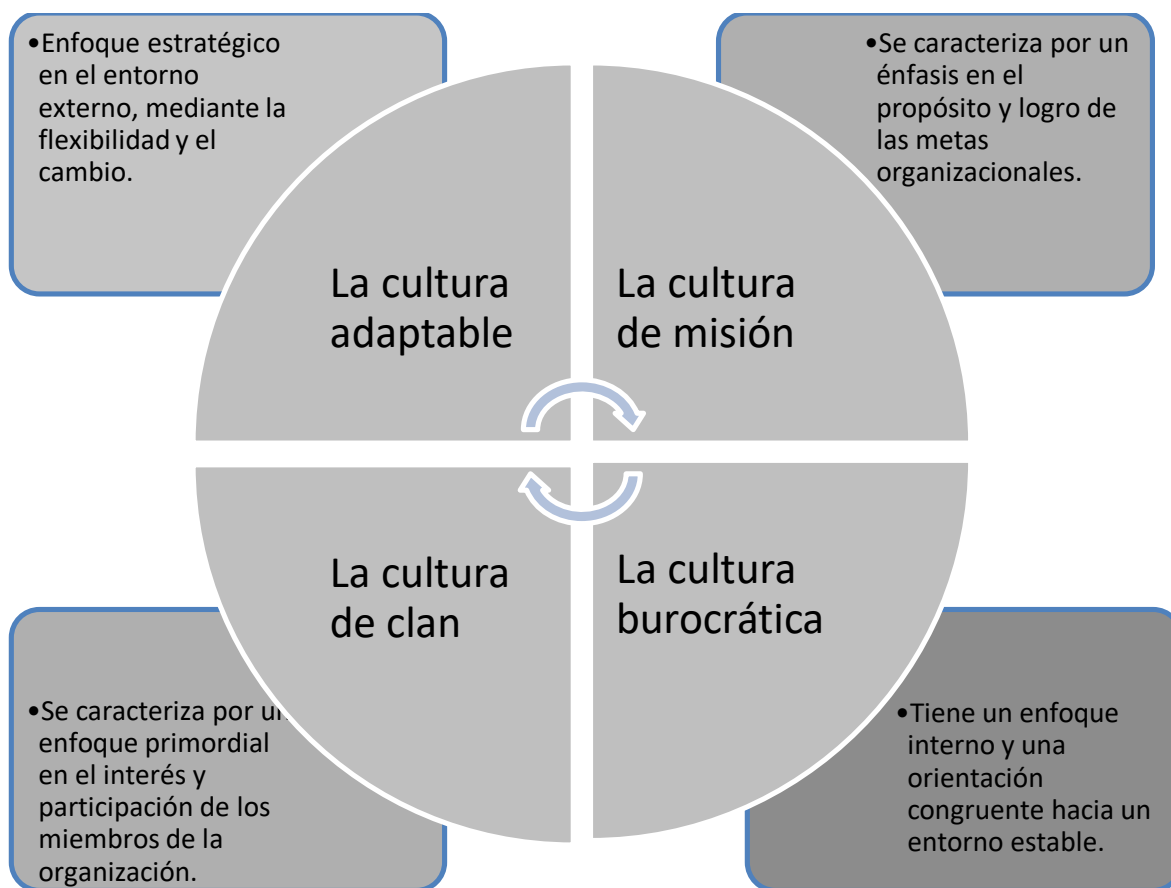 •Enfoque estratégico
en el entorno
externo, mediante la
flexibilidad y el
cambio.
•Se caracteriza por un
énfasis en el
propósito y logro de
las metas
organizacionales.
La cultura
adaptable
La cultura
de misión
La cultura
de clan
La cultura
burocrática
•Se caracteriza por un
enfoque primordial
en el interés y
participación de los
miembros de la
organización.
•Tiene un enfoque
interno y una
orientación
congruente hacia un
entorno estable.